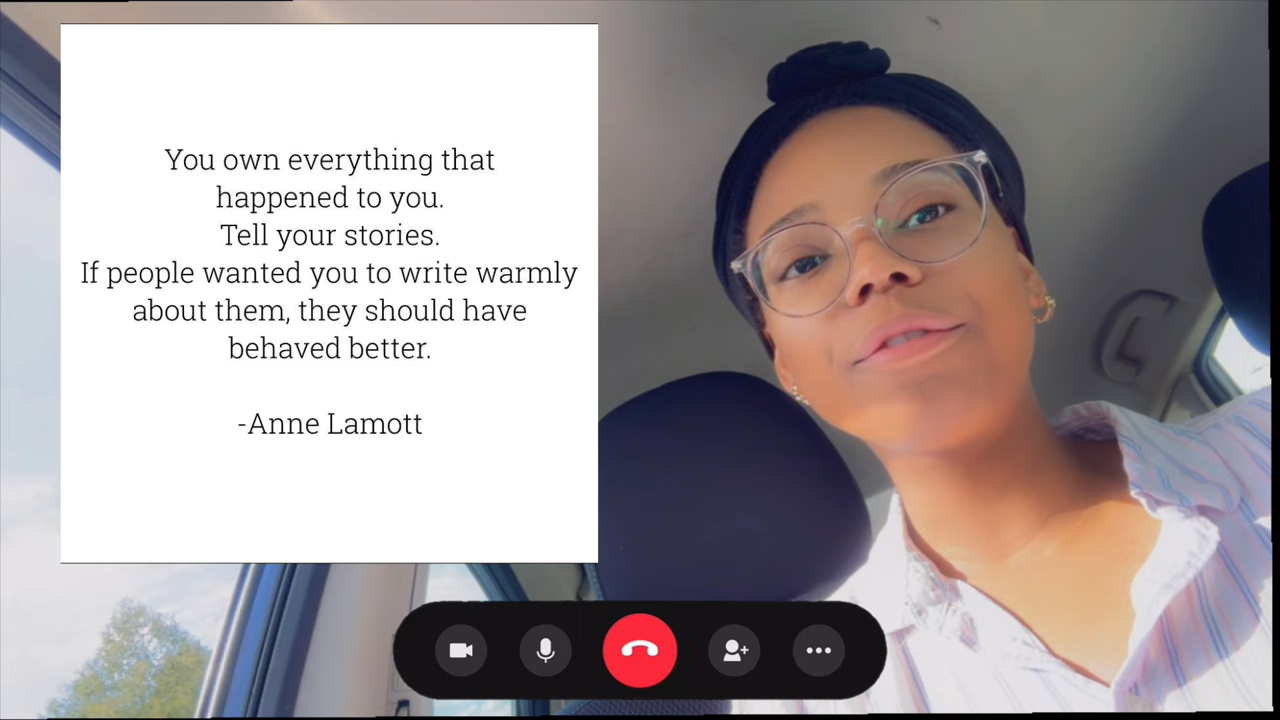 You own everything that
happened to you.
Tell your stories.
If people wanted you to write warmly
about them, they should have
behaved better.
-Anne Lamott